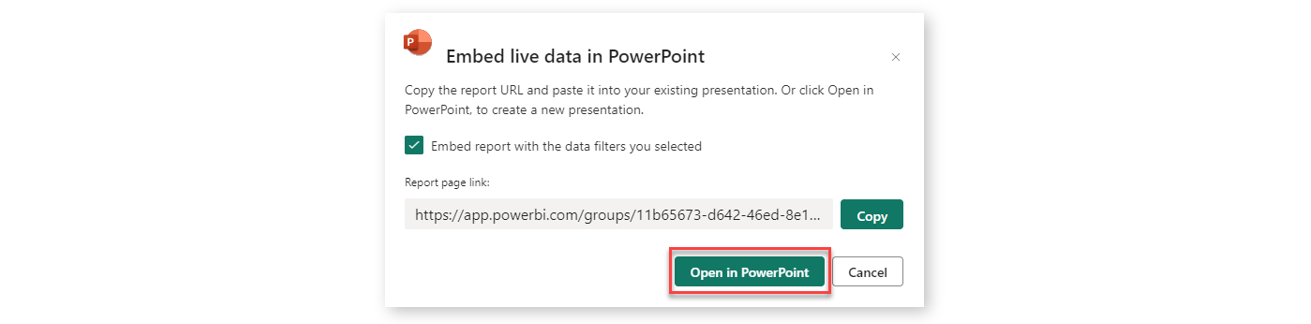 P
Embed live data in PowerPoint
Copy the report URL and paste it into your existing presentation. Or click Open in
PowerPoint, to create a new presentation.
Embed report with the data filters you selected
Report page link:
https://app.powerbi.com/groups/11b65673-d642-46ed-8e1...
Copy
Open in PowerPoint
Cancel